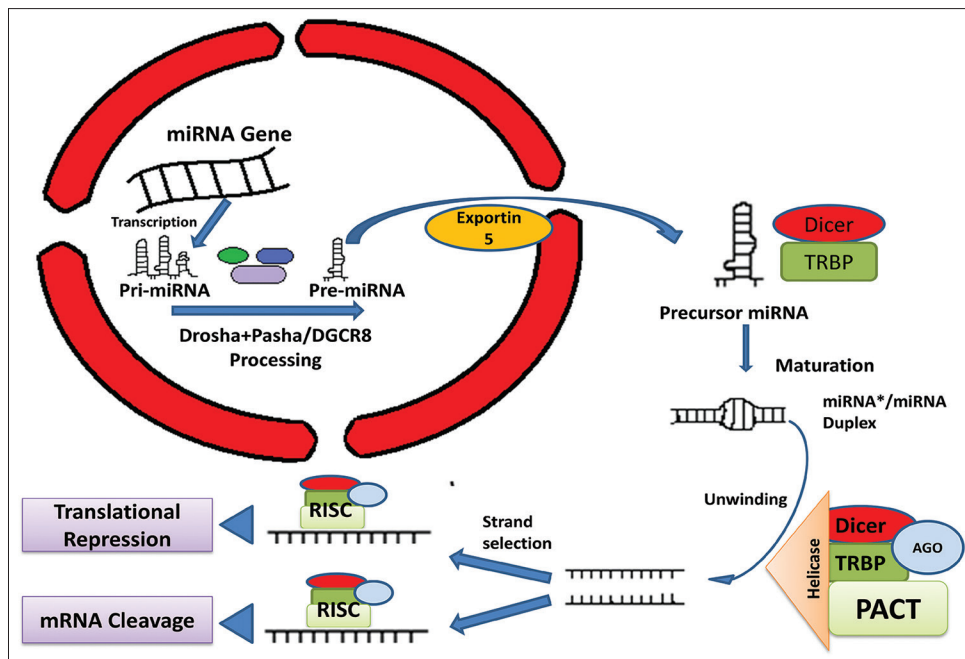 miRNA Gene
Transcription
Pri-miRNA
Pre-miRNA
Drosha+Pasha/DGCR8
Processing
Exportin
5
Dicer
TRBP
Precursor miRNA
Maturation
miRNA*/miRNA
Duplex
Unwinding
Helicase
Dicer
TRBP
AGO
PACT
Strand
selection
RISC
Translational
Repression
RISC
mRNA Cleavage